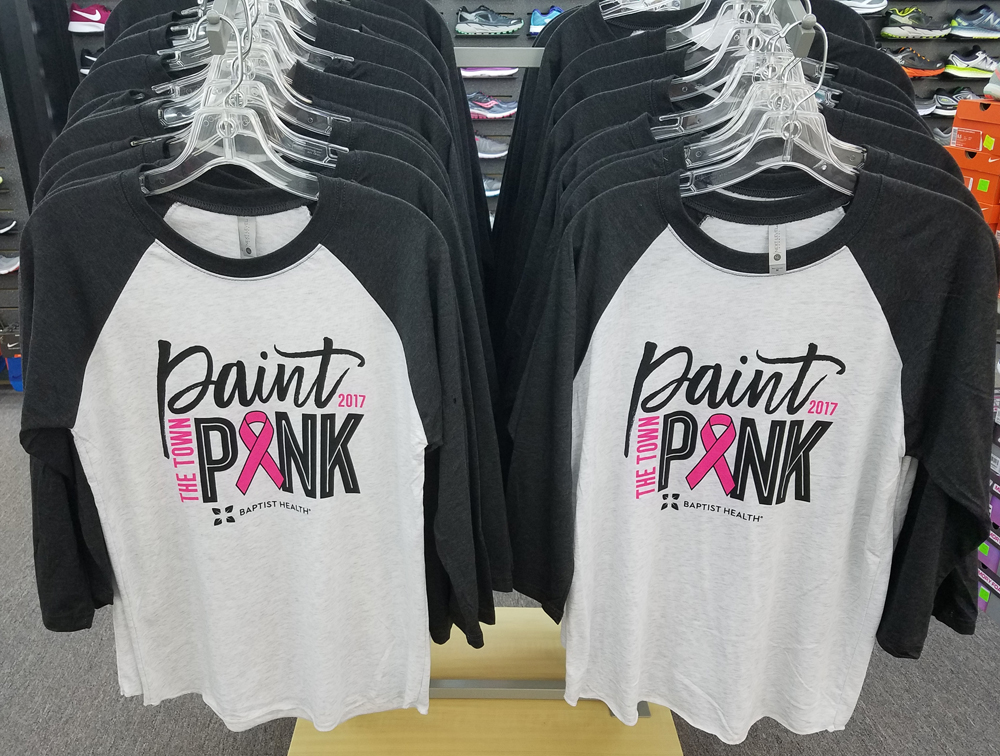 Paint
2017
THE TOWN
PINK
BAPTIST HEALTH
Paint
2017
THE TOWN
PINK
BAPTIST HEALTH